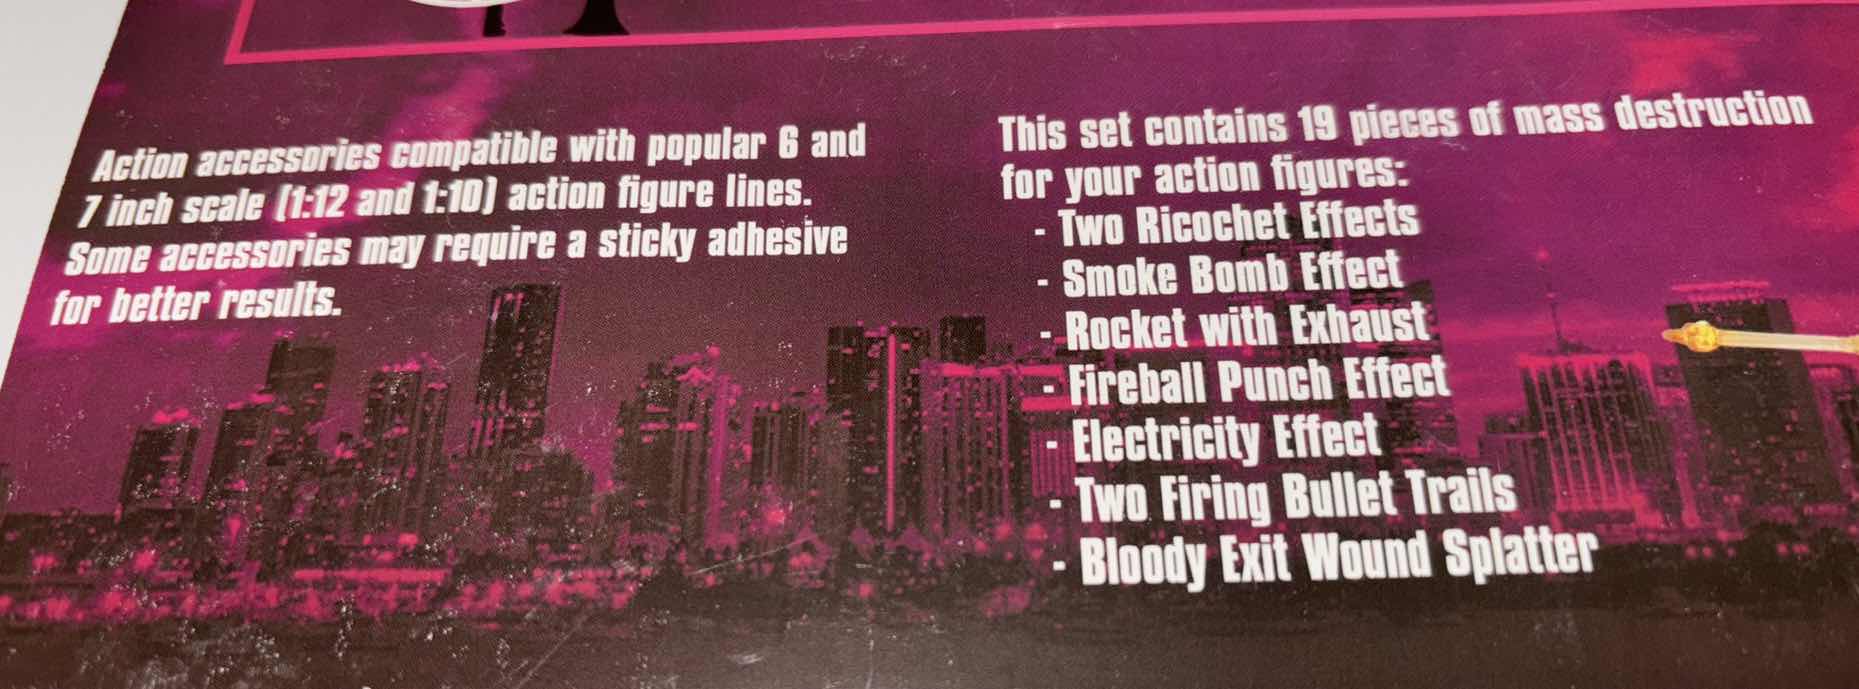 Action accessories compatible with popular 6 and
7 inch scale (1:12 and 1:10) action figure lines.
Some accessories may require a sticky adhesive
for better results.
This set contains 19 pieces of mass destruction
for your action figures:
- Two Ricochet Effects
- Smoke Bomb Effect
- Rocket with Exhaust
- Fireball Punch Effect
- Electricity Effect
- Two Firing Bullet Trails
- Bloody Exit Wound Splatter